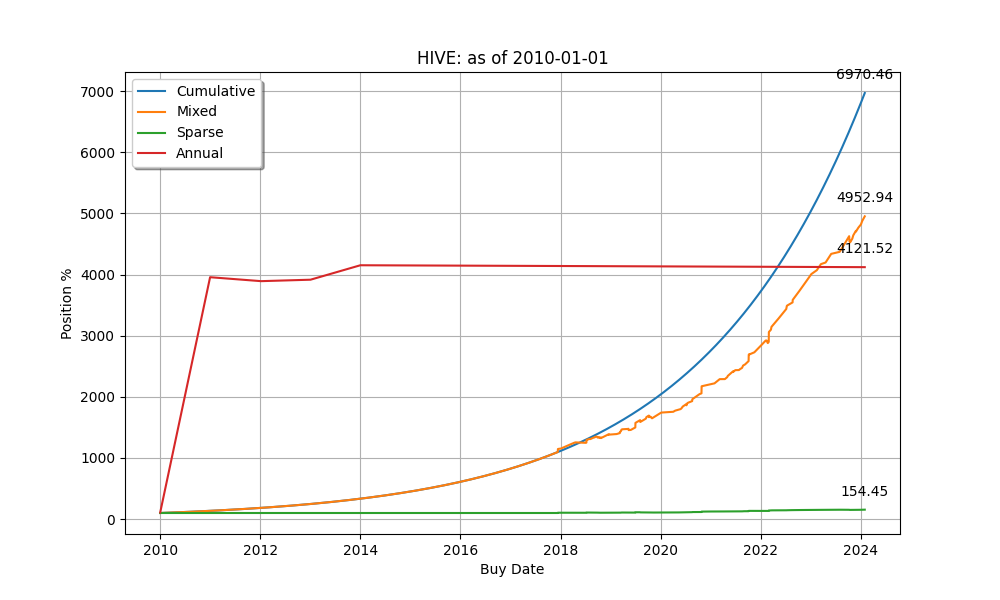 HIVE: as of 2010-01-01
Cumulative
Mixed
Sparse
Annual
6970.46
4952.94
4121.52
154.45
7000
6000
5000
4000
3000
2000
1000
0
Position %
2010 2012 2014 2016 2018 2020 2022 2024
Buy Date